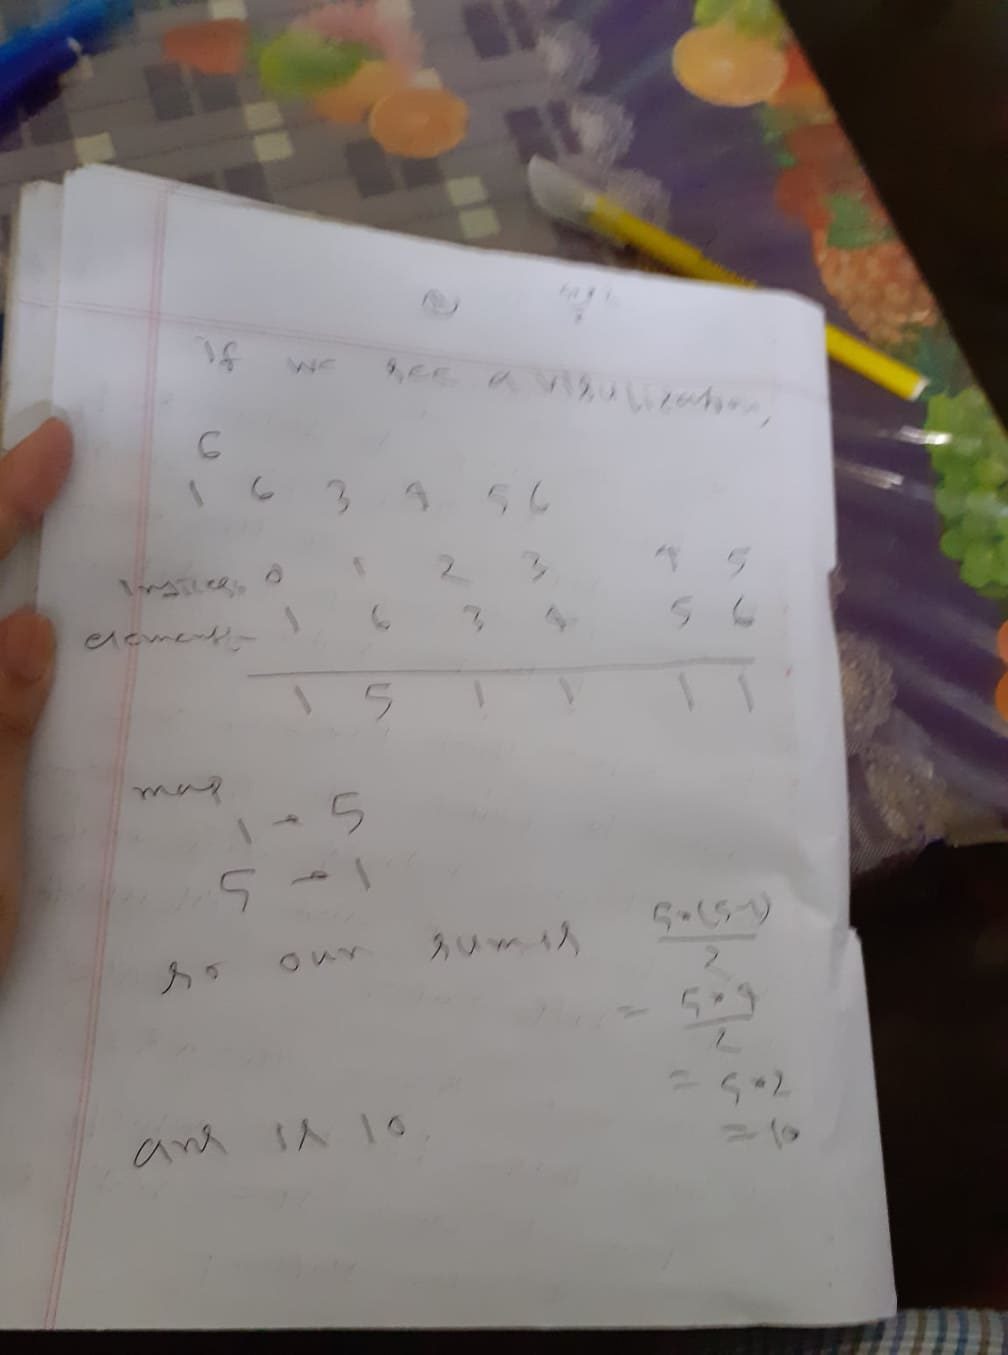 if we see a visulization,
6
1 6 3 4 5 6
indices 0 1 2 3 4 5
elements 1 6 3 4 5 6
1 5 1 1 1 1
map
1 → 5
5 → 1
so our sum is 5*(5-1)/2
= 5*4/2
= 5*2
= 10
ans is 10.